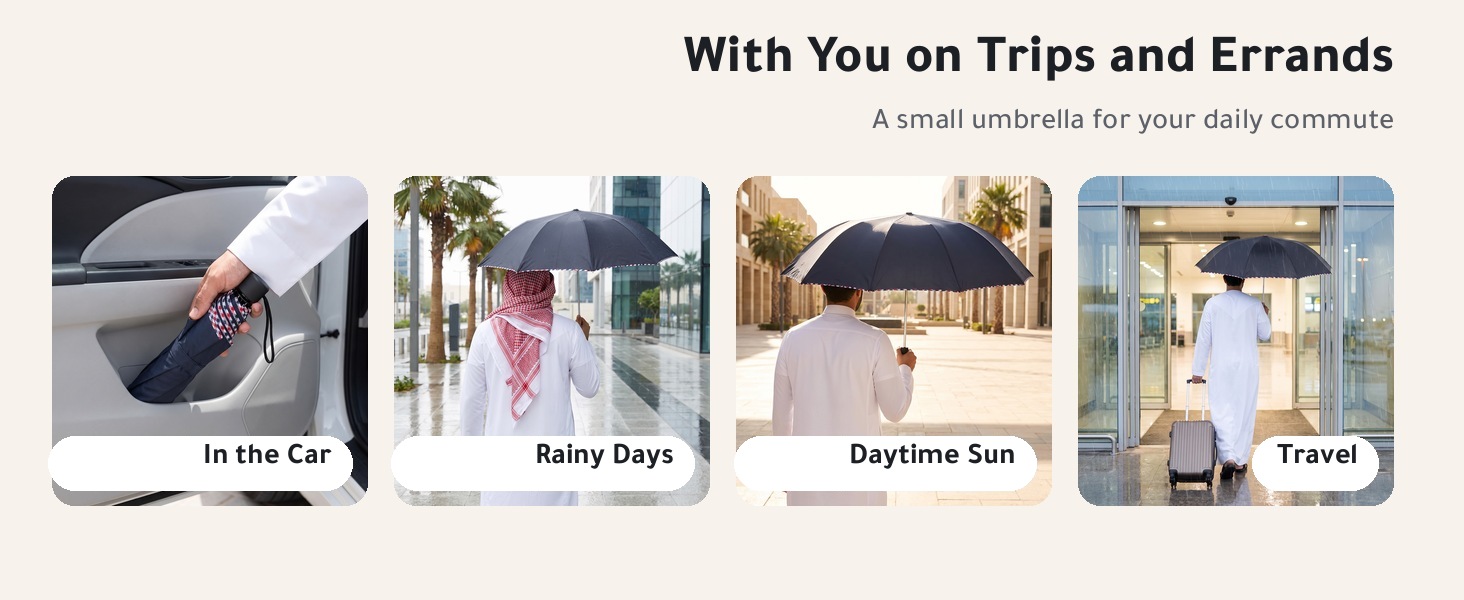 With You on Trips and Errands
A small umbrella for your daily commute
In the Car
Rainy Days
Daytime Sun
Travel